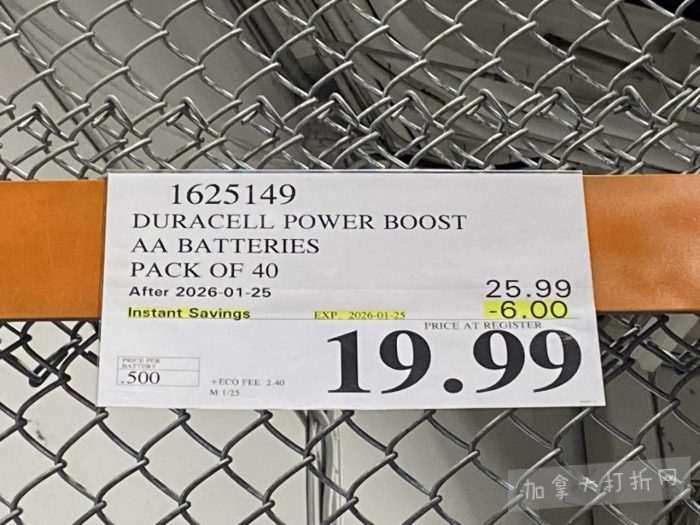 1625149
DURACELL POWER BOOST
AA BATTERIES
PACK OF 40
After 2026-01-25 25.99
Instant Savings EXP. 2026-01-25 -6.00
PRICE AT REGISTER
19.99
PRICE PER
BATTERY
.500
+ECO FEE 2.40
M 1/25
加拿大打折网